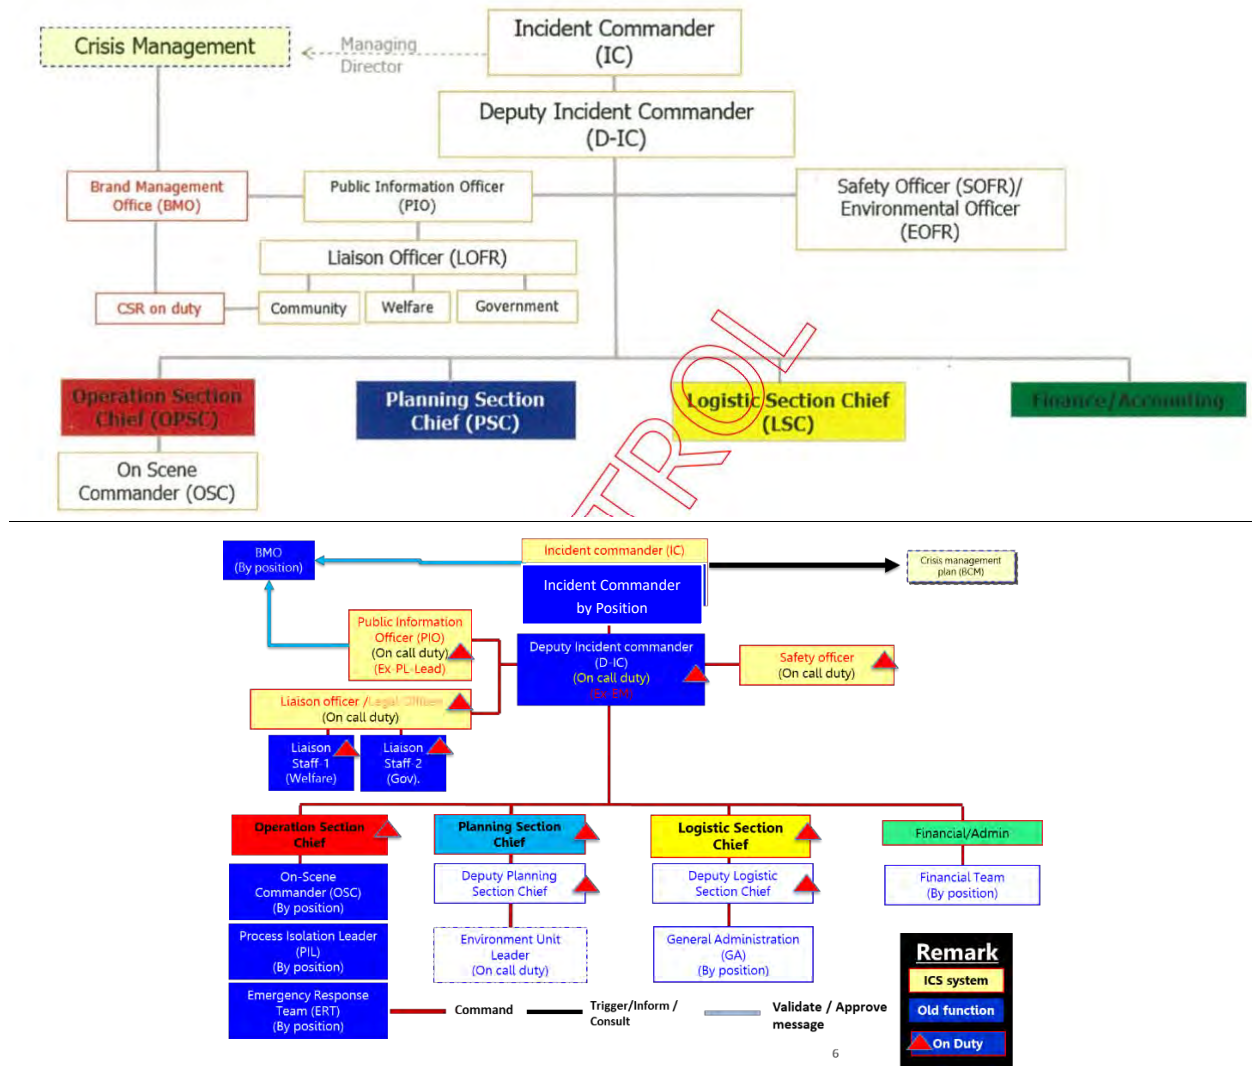 Crisis Management
Managing
Director
Incident Commander
(IC)
Deputy Incident Commander
(D-IC)
Brand Management
Office (BMO)
Public Information Officer
(PIO)
Safety Officer (SOFR)/
Environmental Officer
(EOFR)
Liaison Officer (LOFR)
CSR on duty
Community
Welfare
Government
Operation Section
Chief (OPSC)
Planning Section
Chief (PSC)
Logistic Section Chief
(LSC)
Finance/Accounting
On Scene
Commander (OSC)
TROL
BMO
(By position)
Incident commander (IC)
Incident Commander
by Position
Crisis management
plan (BCM)
Public Information
Officer (PIO)
(On call duty)
(Ex-PL-Lead)
Deputy Incident commander
(D-IC)
(On call duty)
(Ex-EM)
Safety officer
(On call duty)
Liaison officer /Legal Officer
(On call duty)
Liaison
Staff-1
(Welfare)
Liaison
Staff-2
(Gov).
Operation Section
Chief
Planning Section
Chief
Logistic Section
Chief
Financial/Admin
On-Scene
Commander (OSC)
(By position)
Deputy Planning
Section Chief
Deputy Logistic
Section Chief
Financial Team
(By position)
Process Isolation Leader
(PIL)
(By position)
Environment Unit
Leader
(On call duty)
General Administration
(GA)
(By position)
Emergency Response
Team (ERT)
(By position)
Command
Trigger/Inform /
Consult
Validate / Approve
message
Remark
ICS system
Old function
On Duty
6